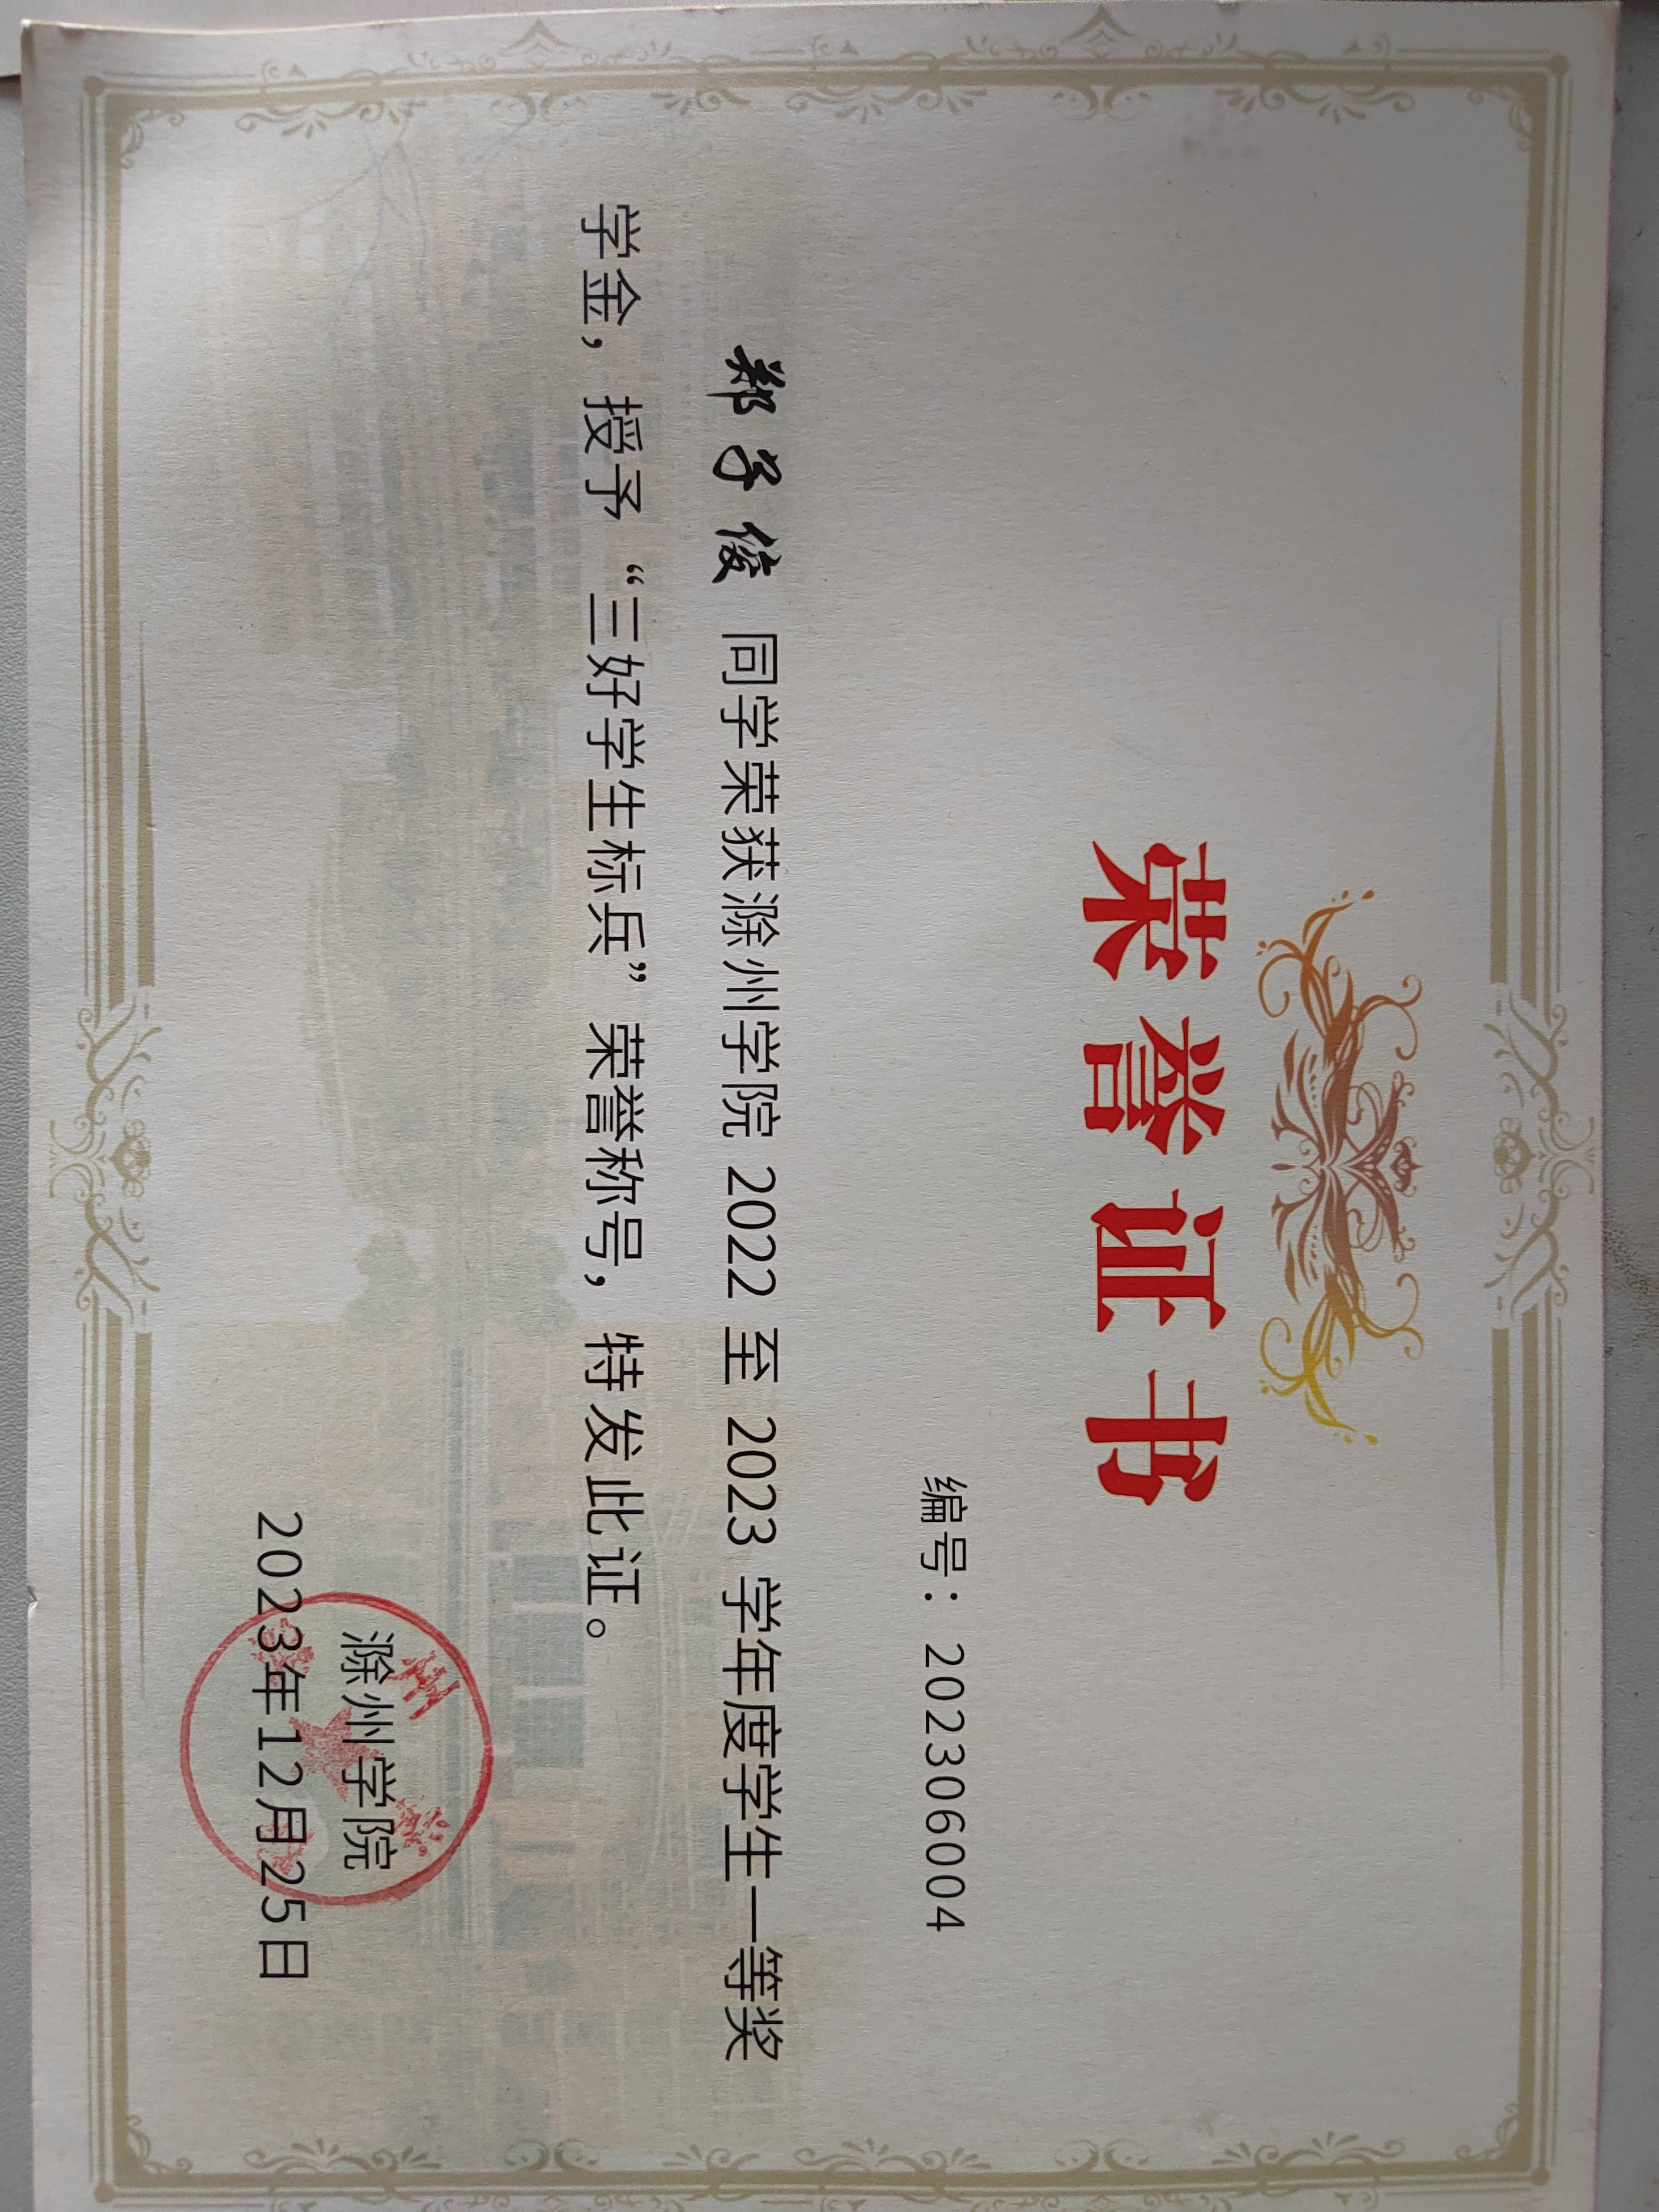 荣誉证书
编号：202306004
郑子俊 同学荣获滁州学院 2022 至 2023 学年度学生一等奖
学金，授予“三好学生标兵”荣誉称号，特发此证。
滁州学院
2023年12月25日